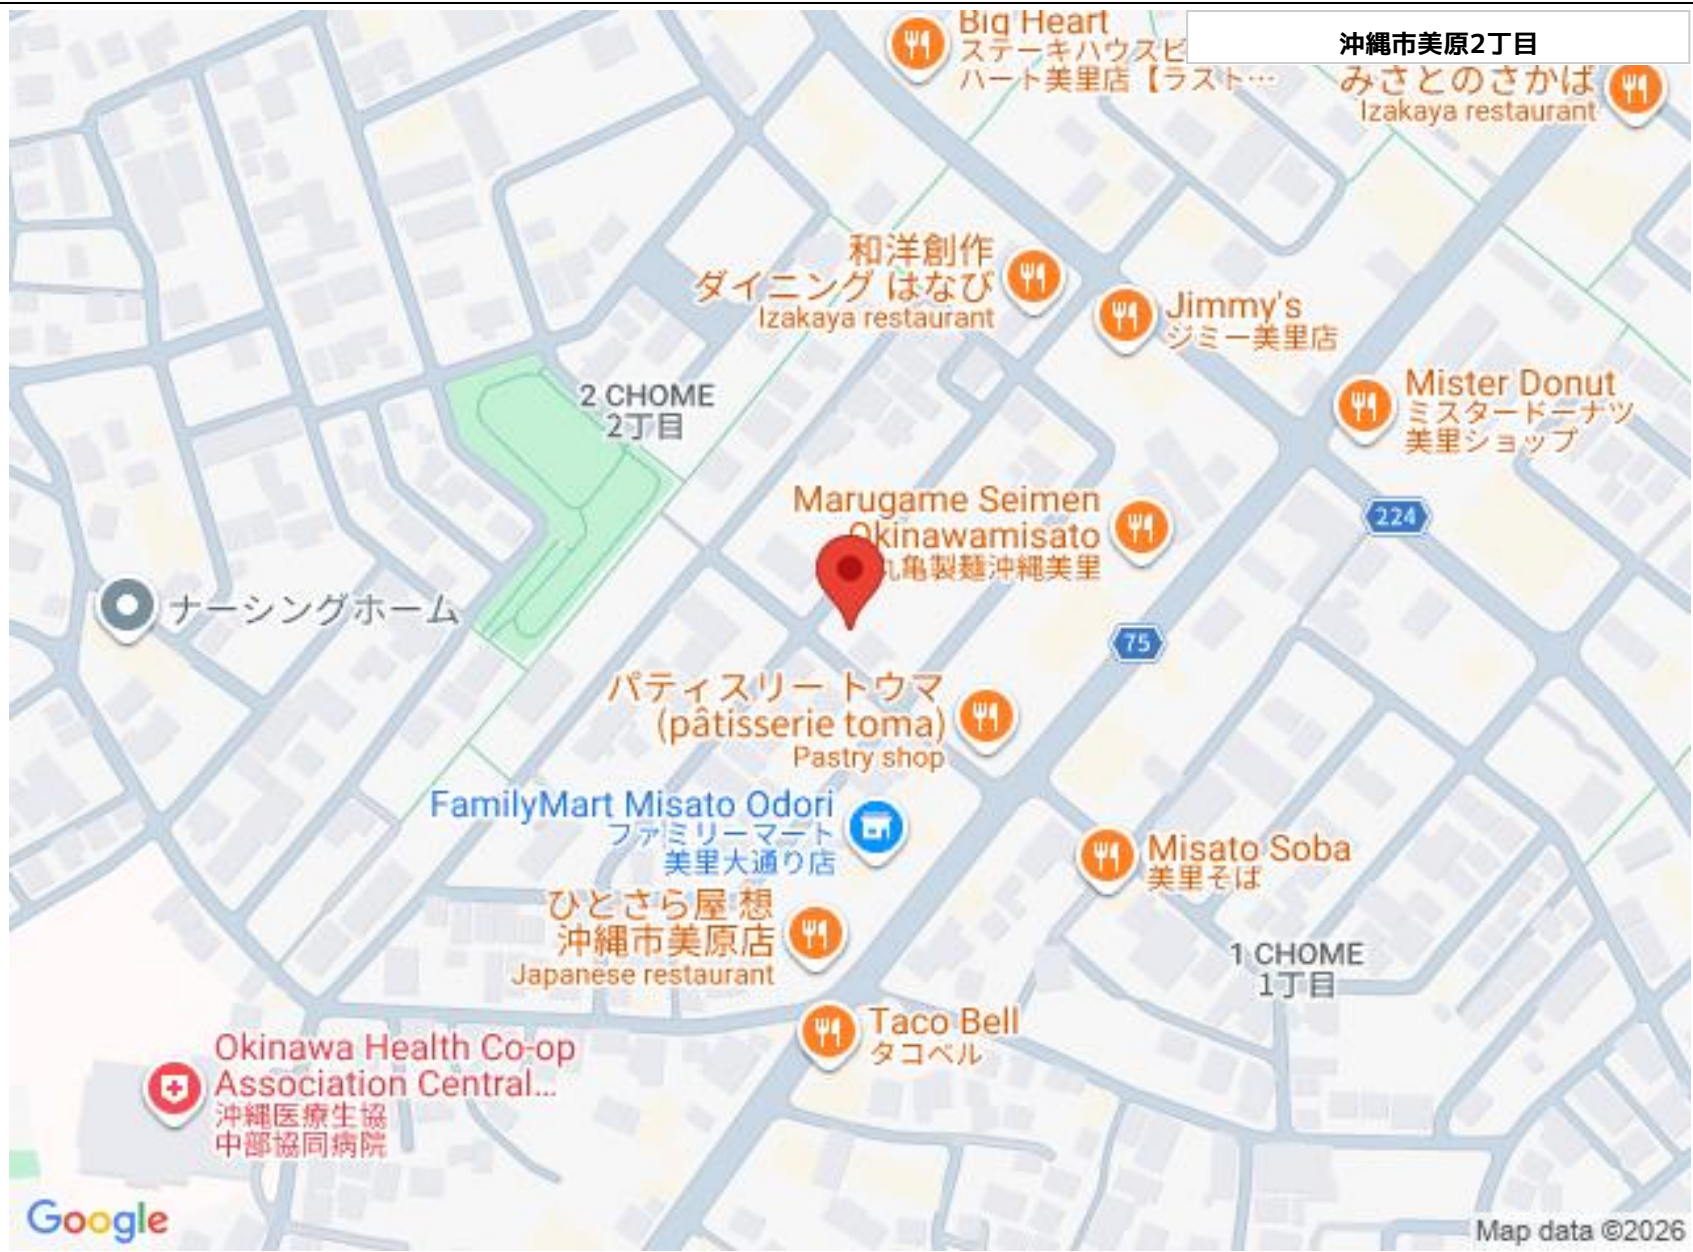 Big Heart
ステーキハウスビ
ハート美里店【ラスト…
沖縄市美原2丁目
みさとのさかば
Izakaya restaurant
和洋創作
ダイニング はなび
Izakaya restaurant
Jimmy's
ジミー美里店
Mister Donut
ミスタードーナツ
美里ショップ
2 CHOME
2丁目
Marugame Seimen
Okinawamisato
丸亀製麺沖縄美里
224
ナーシングホーム
75
パティスリー トウマ
(pâtisserie toma)
Pastry shop
FamilyMart Misato Odori
ファミリーマート
美里大通り店
Misato Soba
美里そば
ひとさら屋 想
沖縄市美原店
Japanese restaurant
1 CHOME
1丁目
Taco Bell
タコベル
Okinawa Health Co-op
Association Central...
沖縄医療生協
中部協同病院
Google
Map data ©2026